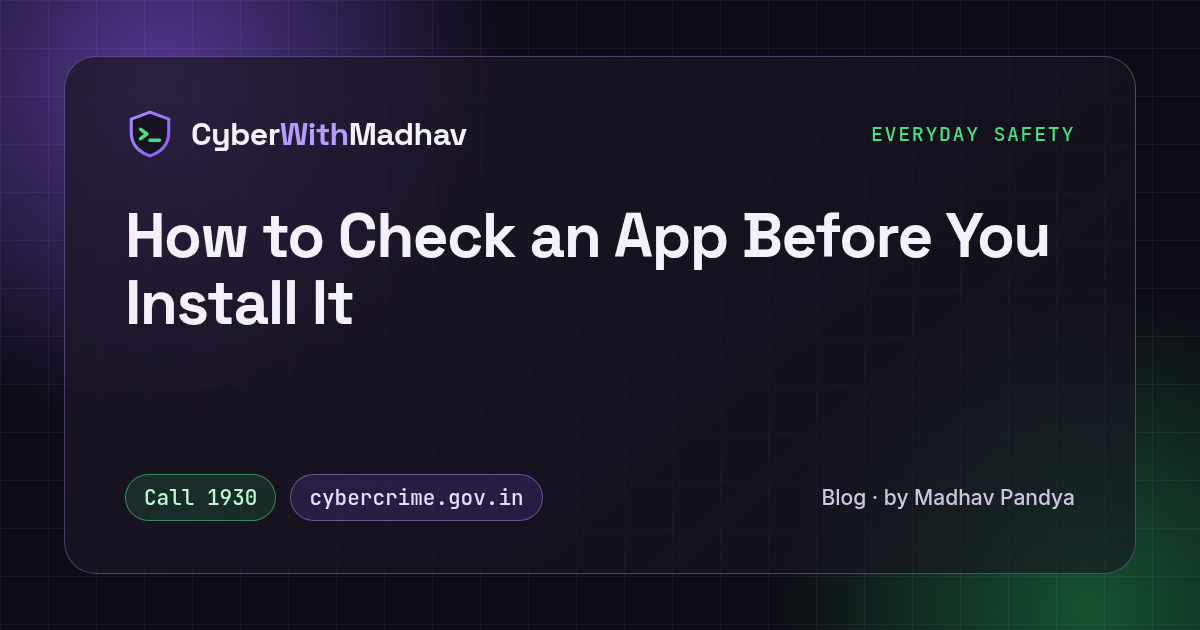 CyberWithMadhav
EVERYDAY SAFETY
How to Check an App Before You
Install It
Call 1930
cybercrime.gov.in
Blog · by Madhav Pandya